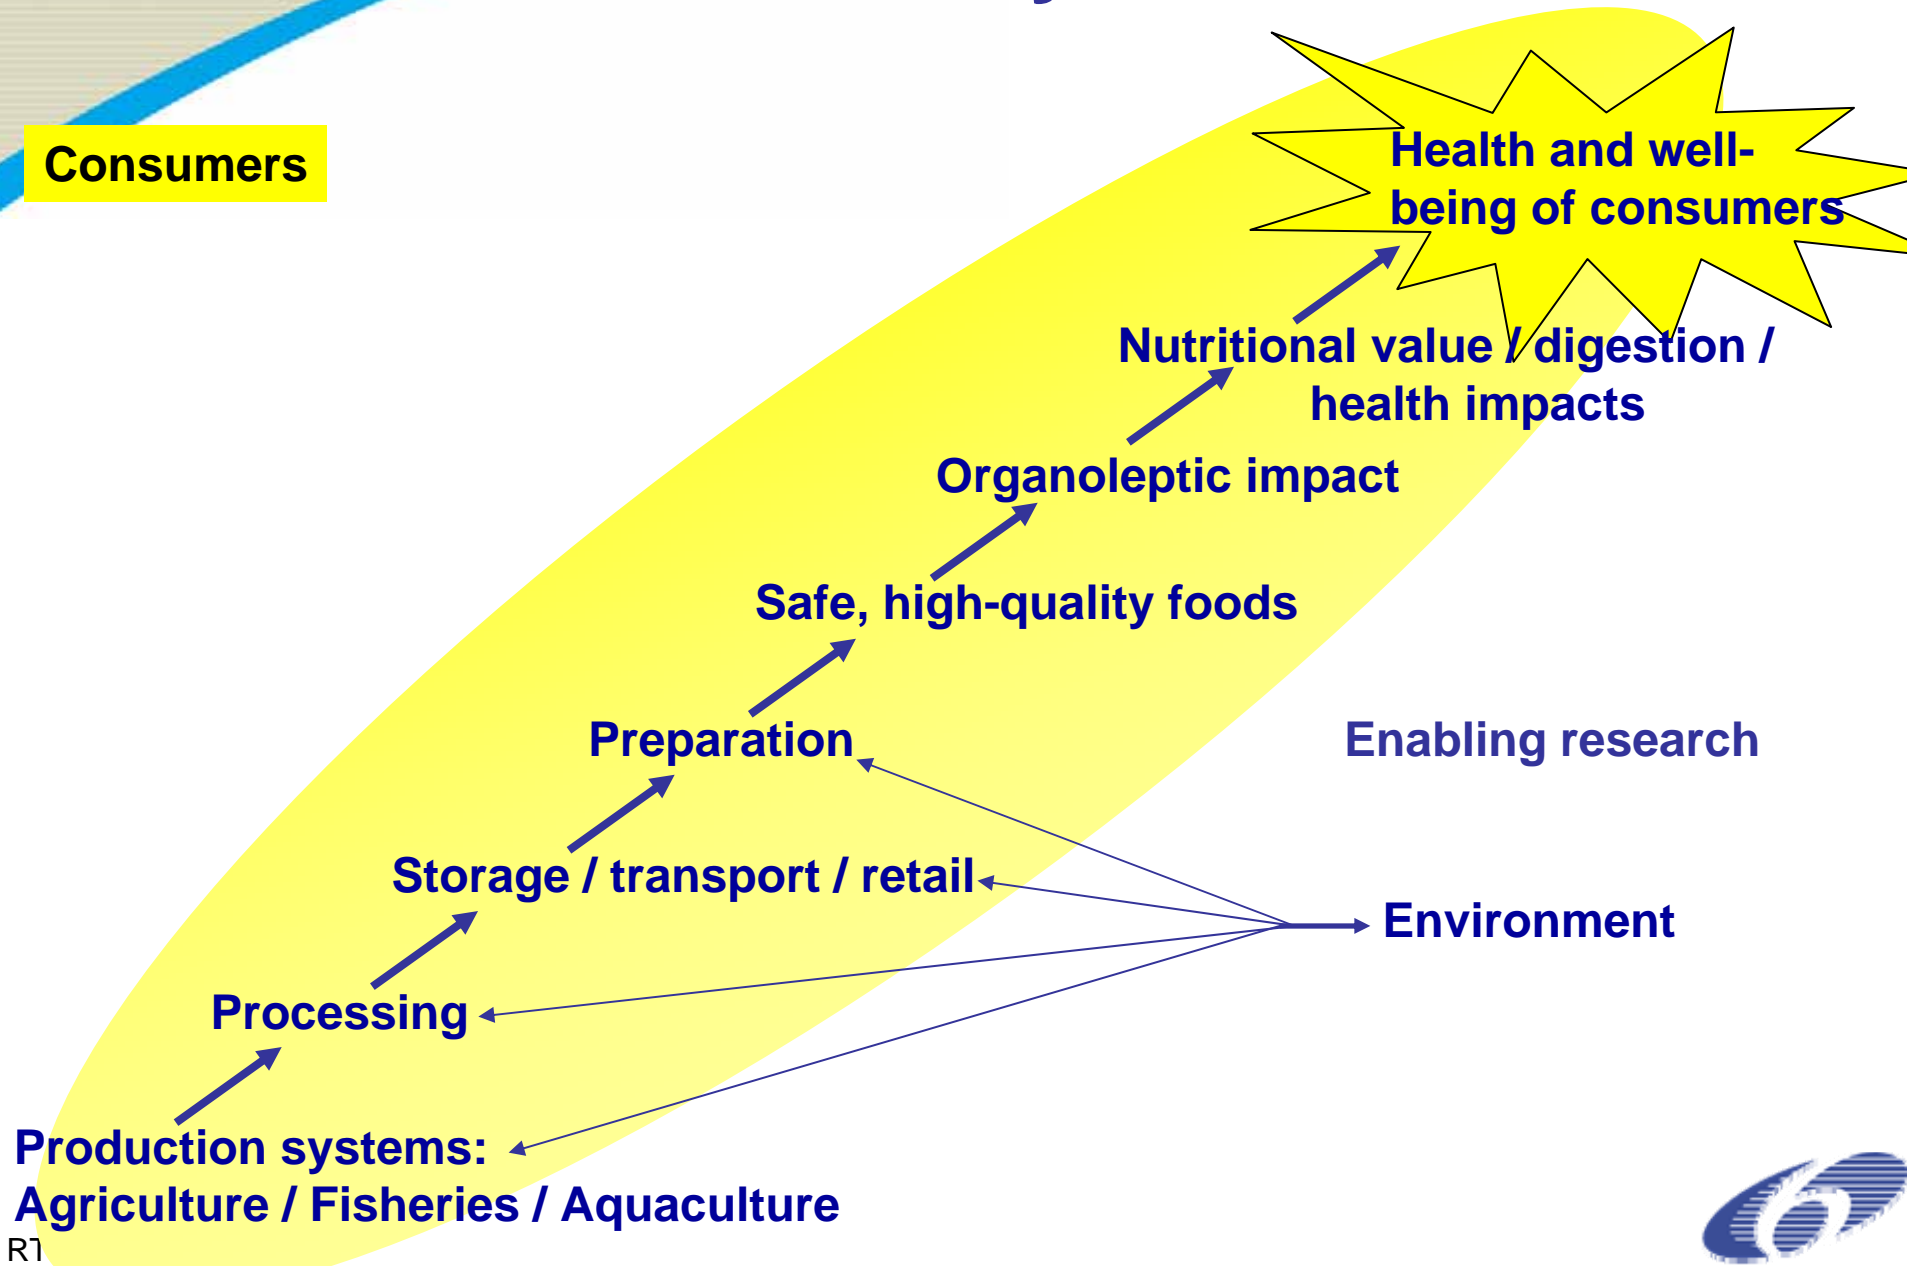 Consumers
Health and well-
being of consumers
Nutritional value / digestion /
health impacts
Organoleptic impact
Safe, high-quality foods
Preparation
Enabling research
Storage / transport / retail
Environment
Processing
Production systems:
Agriculture / Fisheries / Aquaculture
RT